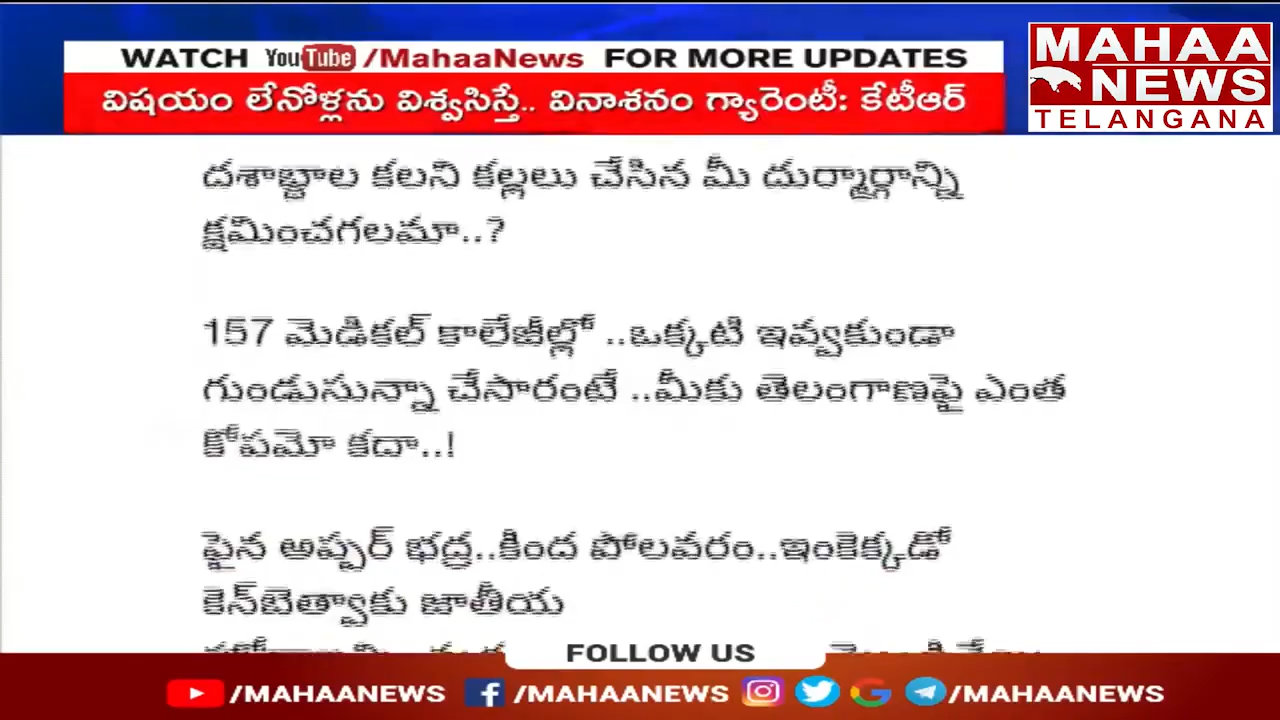 WATCH YouTube /MahaaNews FOR MORE UPDATES
MAHAA
NEWS
TELANGANA
విషయం లేనోళ్లను విశ్వసిస్తే.. వినాశనం గ్యారెంటీ: కేటీఆర్
దశాబ్దాల కలని కల్లలు చేసిన మీ దుర్మార్గాన్ని
క్షమించగలమా..?
157 మెడికల్ కాలేజీల్లో ..ఒక్కటి ఇవ్వకుండా
గుండుసున్నా చేసారంటే ..మీకు తెలంగాణపై ఎంత
కోపమో కదా..!
పైన అప్పర్ భద్ర..కింద పోలవరం..ఇంకెక్కడో
కెన్‌బెత్వాకు జాతీయ
FOLLOW US
/MAHAANEWS /MAHAANEWS /MAHAANEWS